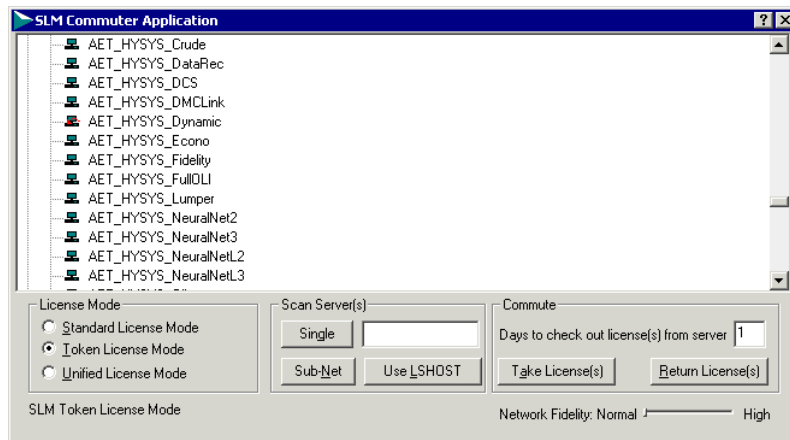 SLM Commuter Application
AET_HYSYS_Crude
AET_HYSYS_DataRec
AET_HYSYS_DCS
AET_HYSYS_DMCLink
AET_HYSYS_Dynamic
AET_HYSYS_Econo
AET_HYSYS_Fidelity
AET_HYSYS_FullOLI
AET_HYSYS_Lumper
AET_HYSYS_NeuralNet2
AET_HYSYS_NeuralNet3
AET_HYSYS_NeuralNetL2
AET_HYSYS_NeuralNetL3
License Mode
Standard License Mode
Token License Mode
Unified License Mode
SLM Token License Mode
Scan Server(s)
Single
Sub-Net Use LSHOST
Commute
Days to check out license(s) from server 1
Take License(s) Return License(s)
Network Fidelity: Normal High